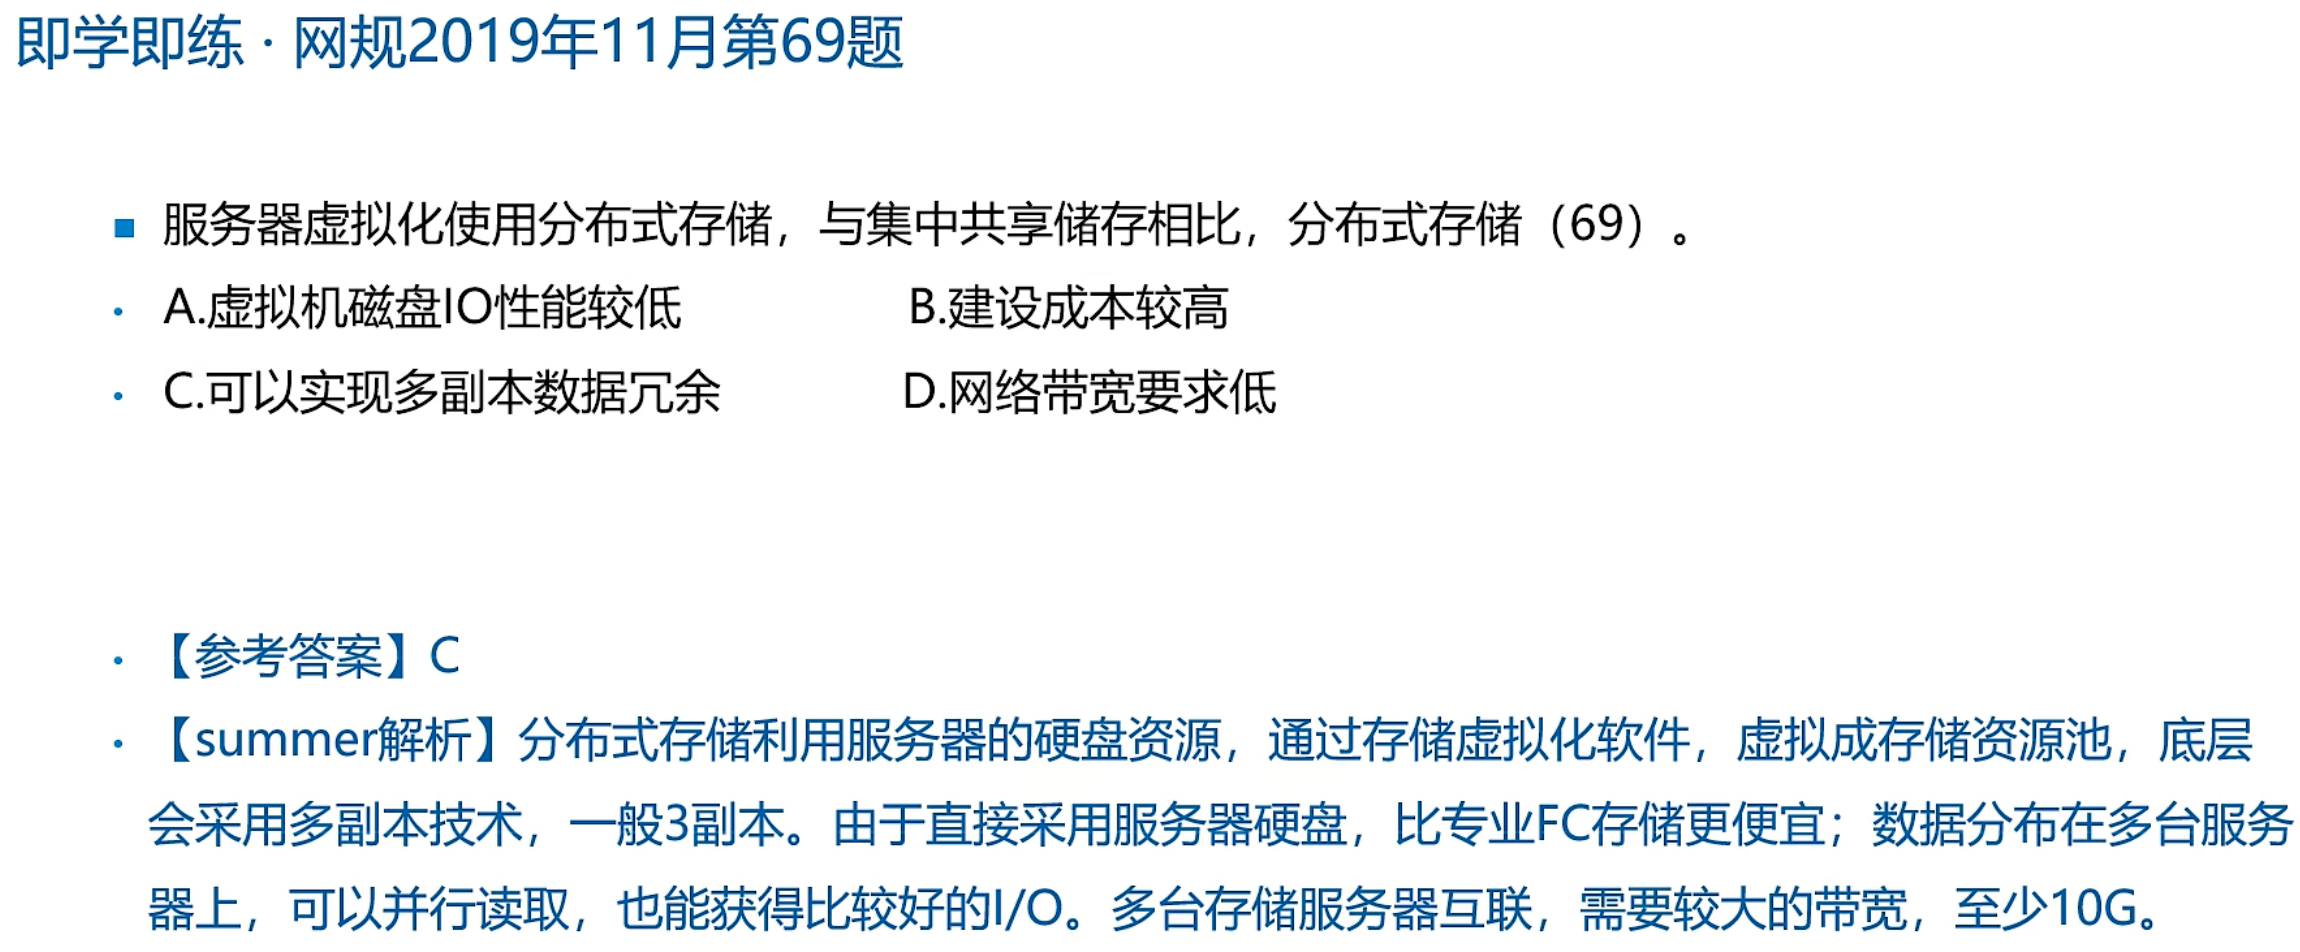 即学即练 · 网规2019年11月第69题
服务器虚拟化使用分布式存储，与集中共享储存相比，分布式存储（69）。
A.虚拟机磁盘IO性能较低 B.建设成本较高
C.可以实现多副本数据冗余 D.网络带宽要求低
【参考答案】C
【summer解析】分布式存储利用服务器的硬盘资源，通过存储虚拟化软件，虚拟成存储资源池，底层
会采用多副本技术，一般3副本。由于直接采用服务器硬盘，比专业FC存储更便宜；数据分布在多台服务
器上，可以并行读取，也能获得比较好的I/O。多台存储服务器互联，需要较大的带宽，至少10G。